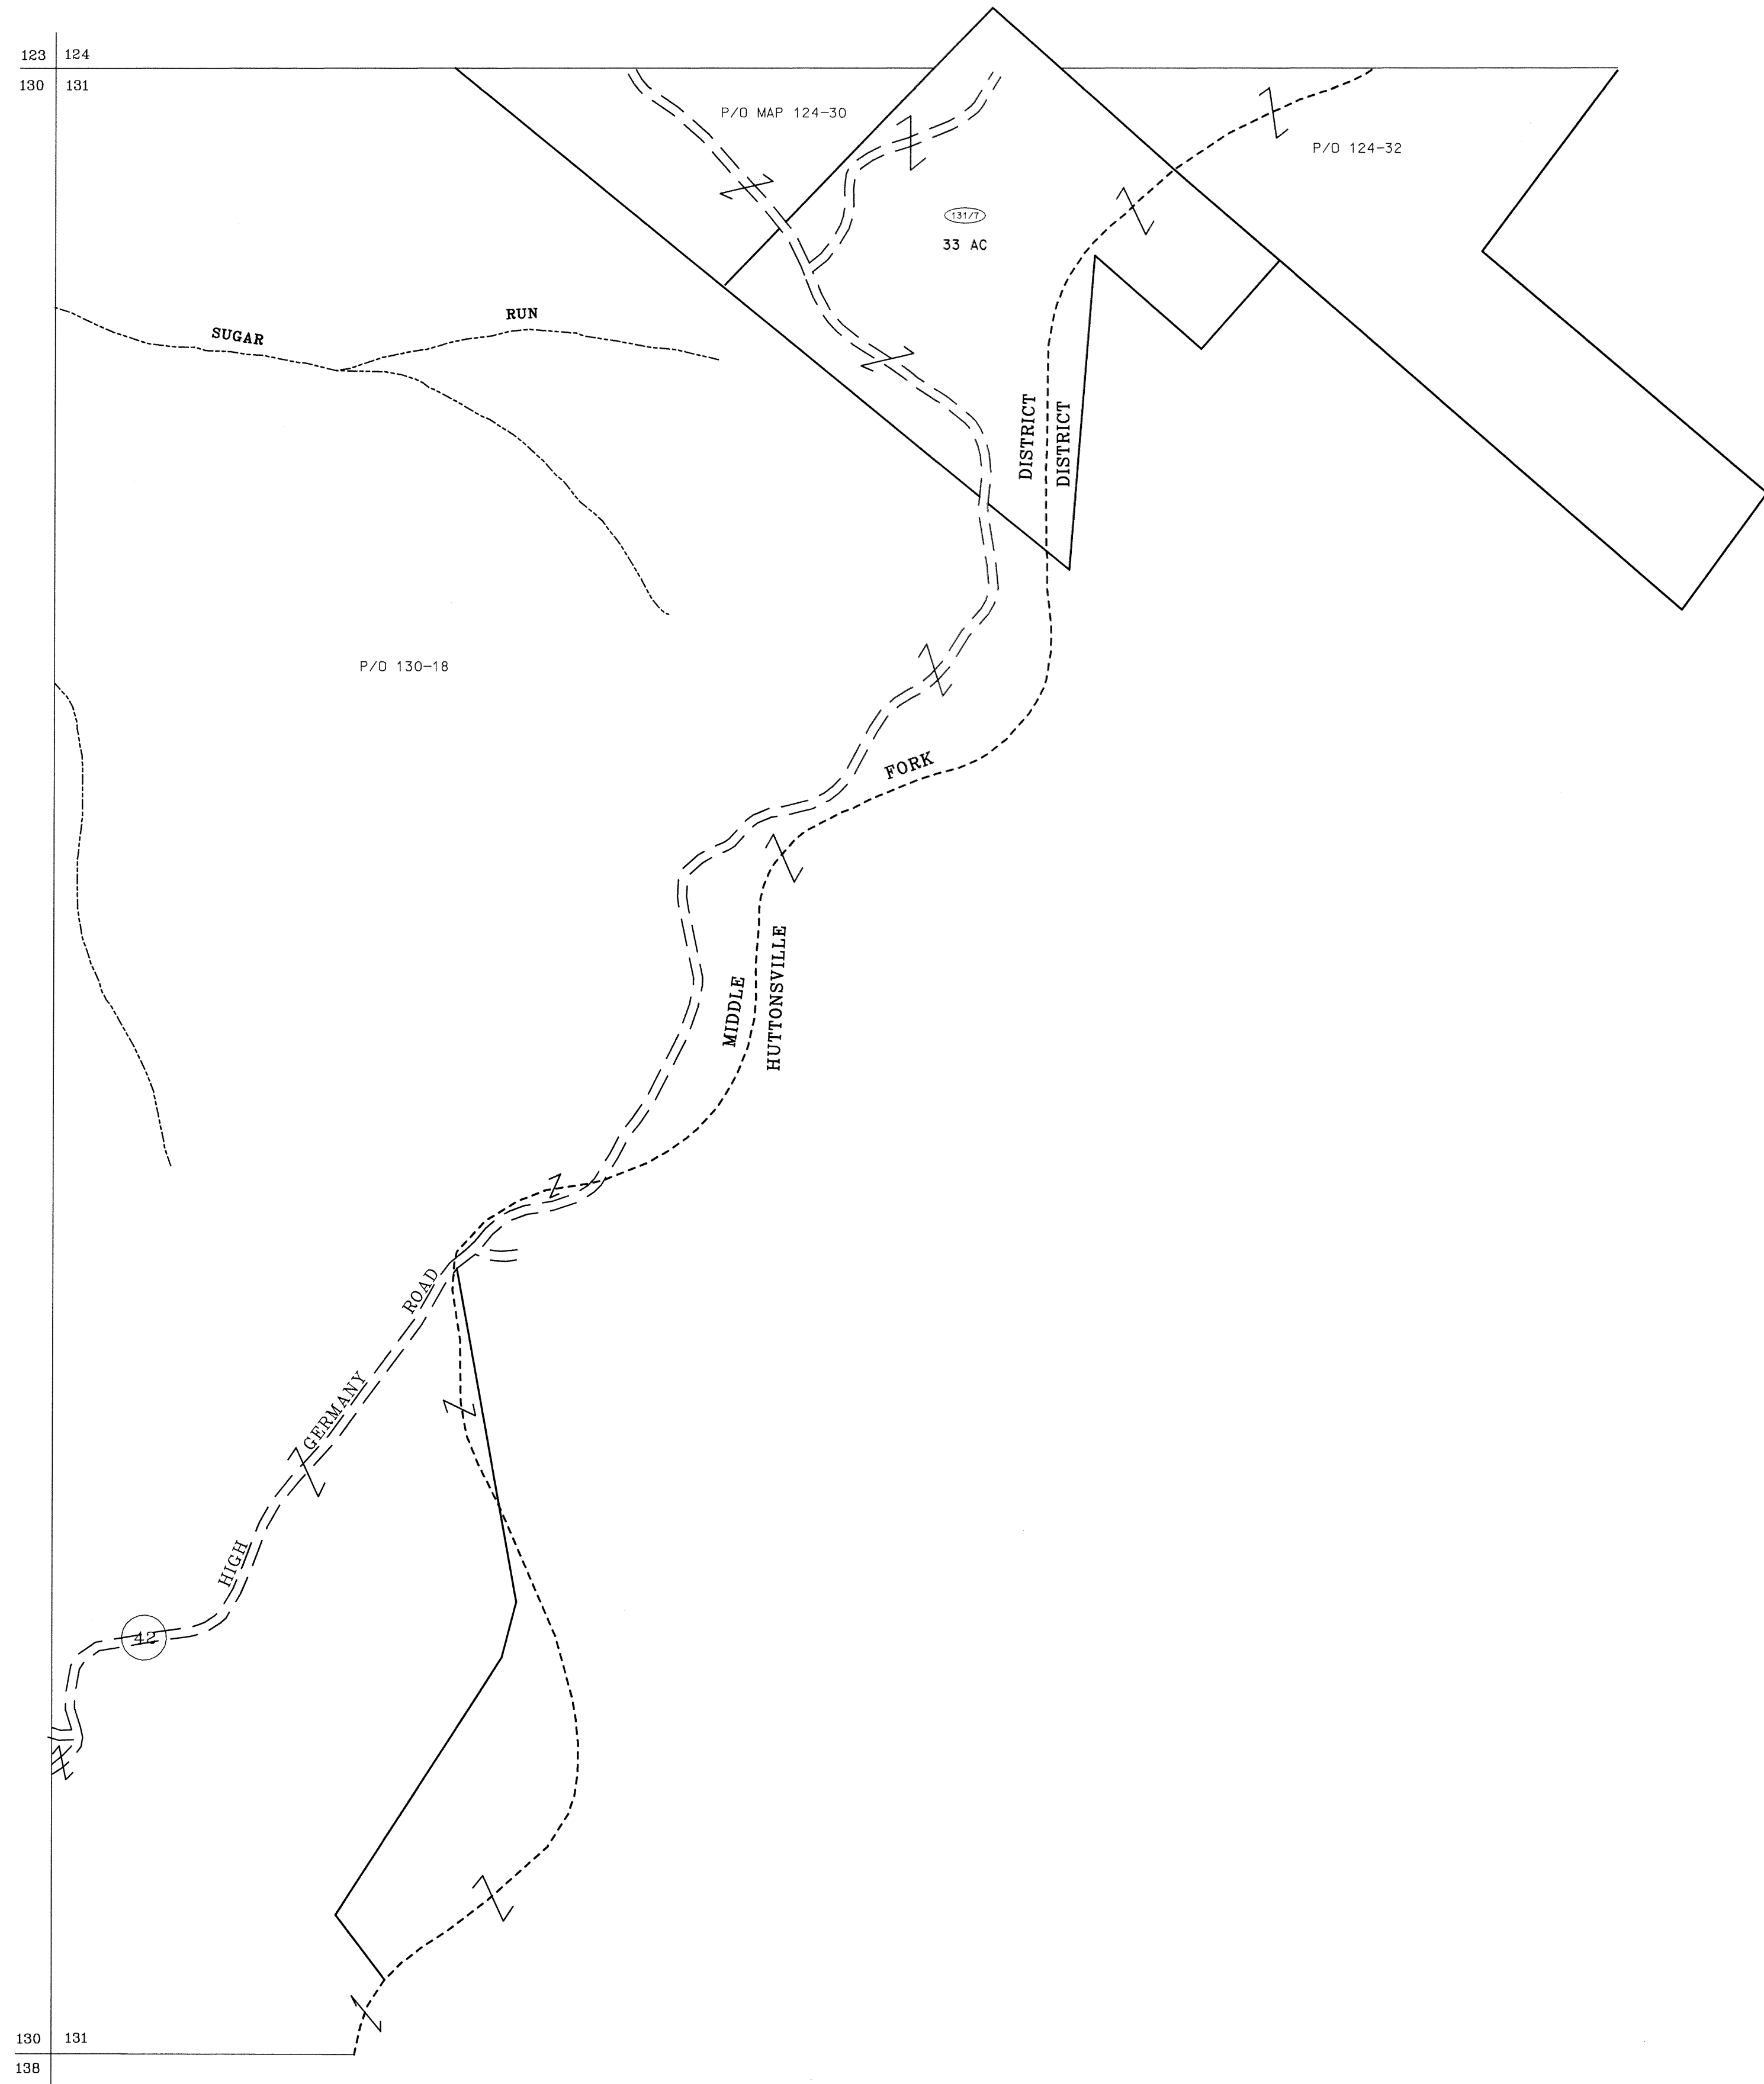 123 124
130 131
P/O MAP 124-30
P/O 124-32
131/7
33 AC
SUGAR RUN
DISTRICT
DISTRICT
P/O 130-18
FORK
MIDDLE
HUTTONSVILLE
HIGH GERMANY ROAD
42
130 131
138